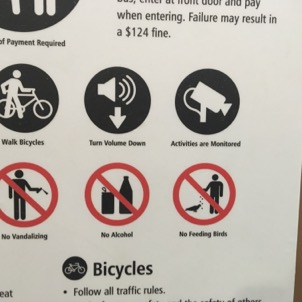 bus, enter at front door and pay
when entering. Failure may result in
a $124 fine.
of Payment Required
Walk Bicycles
Turn Volume Down
Activities are Monitored
No Vandalizing
No Alcohol
No Feeding Birds
Bicycles
eat
• Follow all traffic rules.